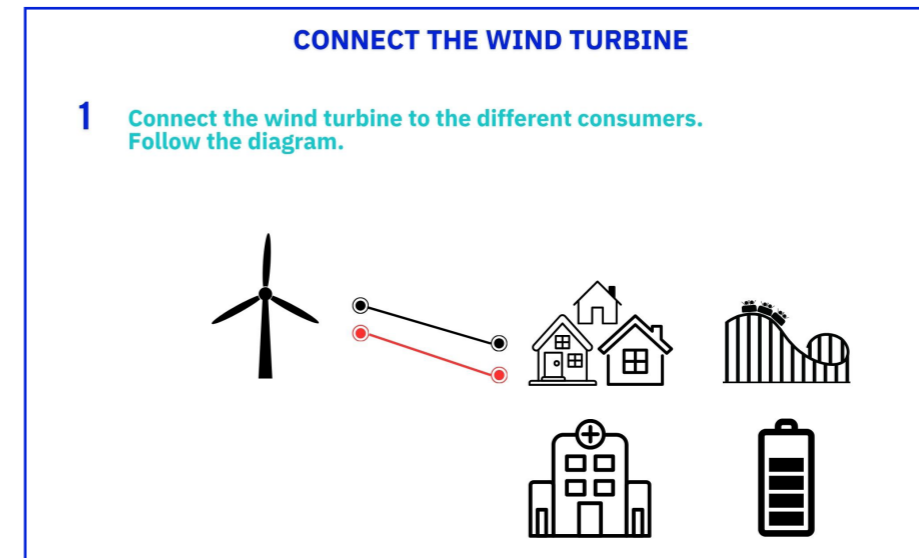 CONNECT THE WIND TURBINE
1 Connect the wind turbine to the different consumers.
Follow the diagram.